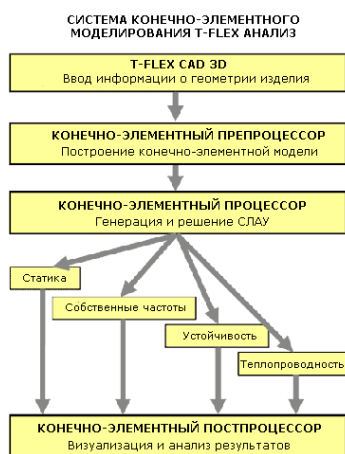 СИСТЕМА КОНЕЧНО-ЭЛЕМЕНТНОГО
МОДЕЛИРОВАНИЯ T-FLEX АНАЛИЗ
T-FLEX CAD 3D
Ввод информации о геометрии изделия
КОНЕЧНО-ЭЛЕМЕНТНЫЙ ПРЕПРОЦЕССОР
Построение конечно-элементной модели
КОНЕЧНО-ЭЛЕМЕНТНЫЙ ПРОЦЕССОР
Генерация и решение СЛАУ
Статика
Собственные частоты
Устойчивость
Теплопроводность
КОНЕЧНО-ЭЛЕМЕНТНЫЙ ПОСТПРОЦЕССОР
Визуализация и анализ результатов